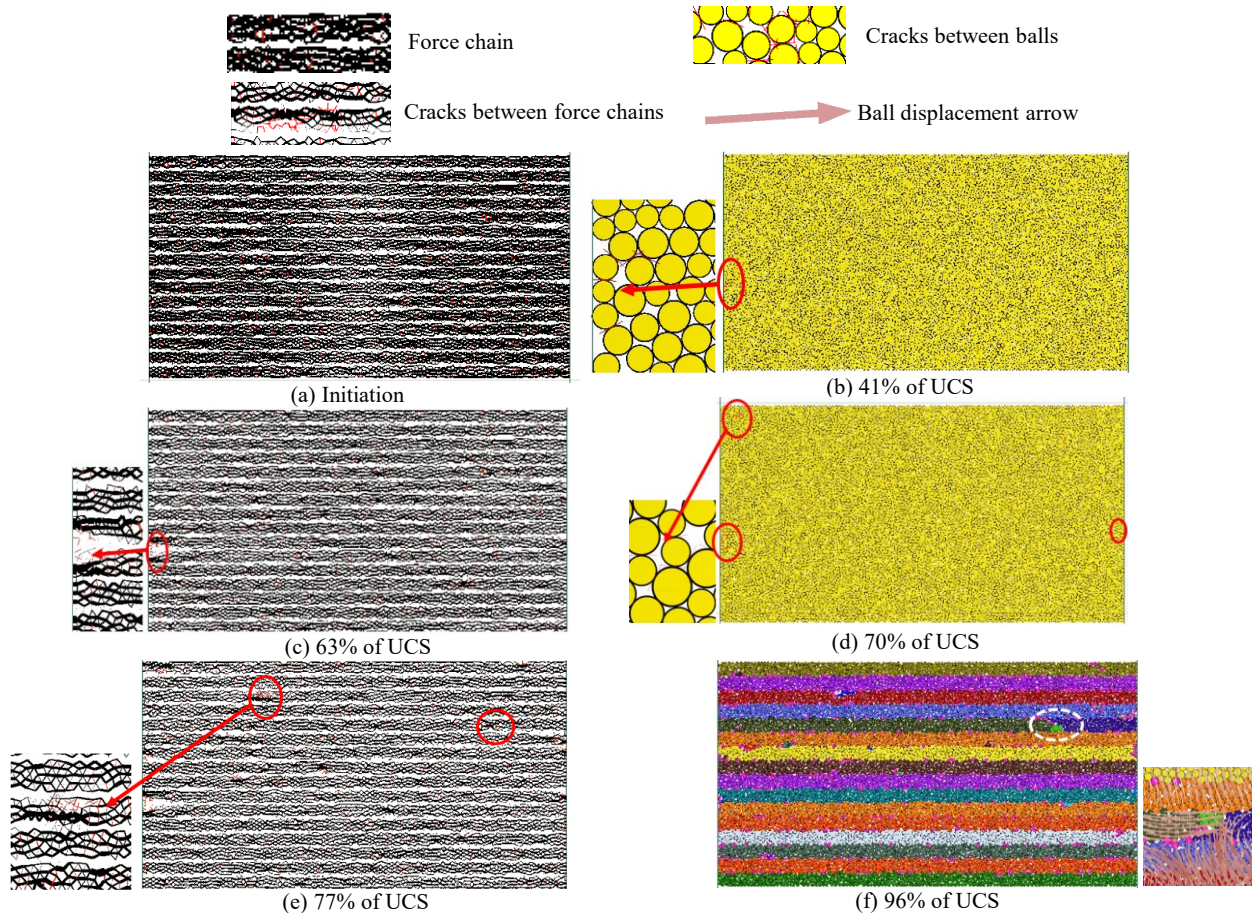 Force chain
Cracks between balls
Cracks between force chains
Ball displacement arrow
(a) Initiation
(b) 41% of UCS
(c) 63% of UCS
(d) 70% of UCS
(e) 77% of UCS
(f) 96% of UCS